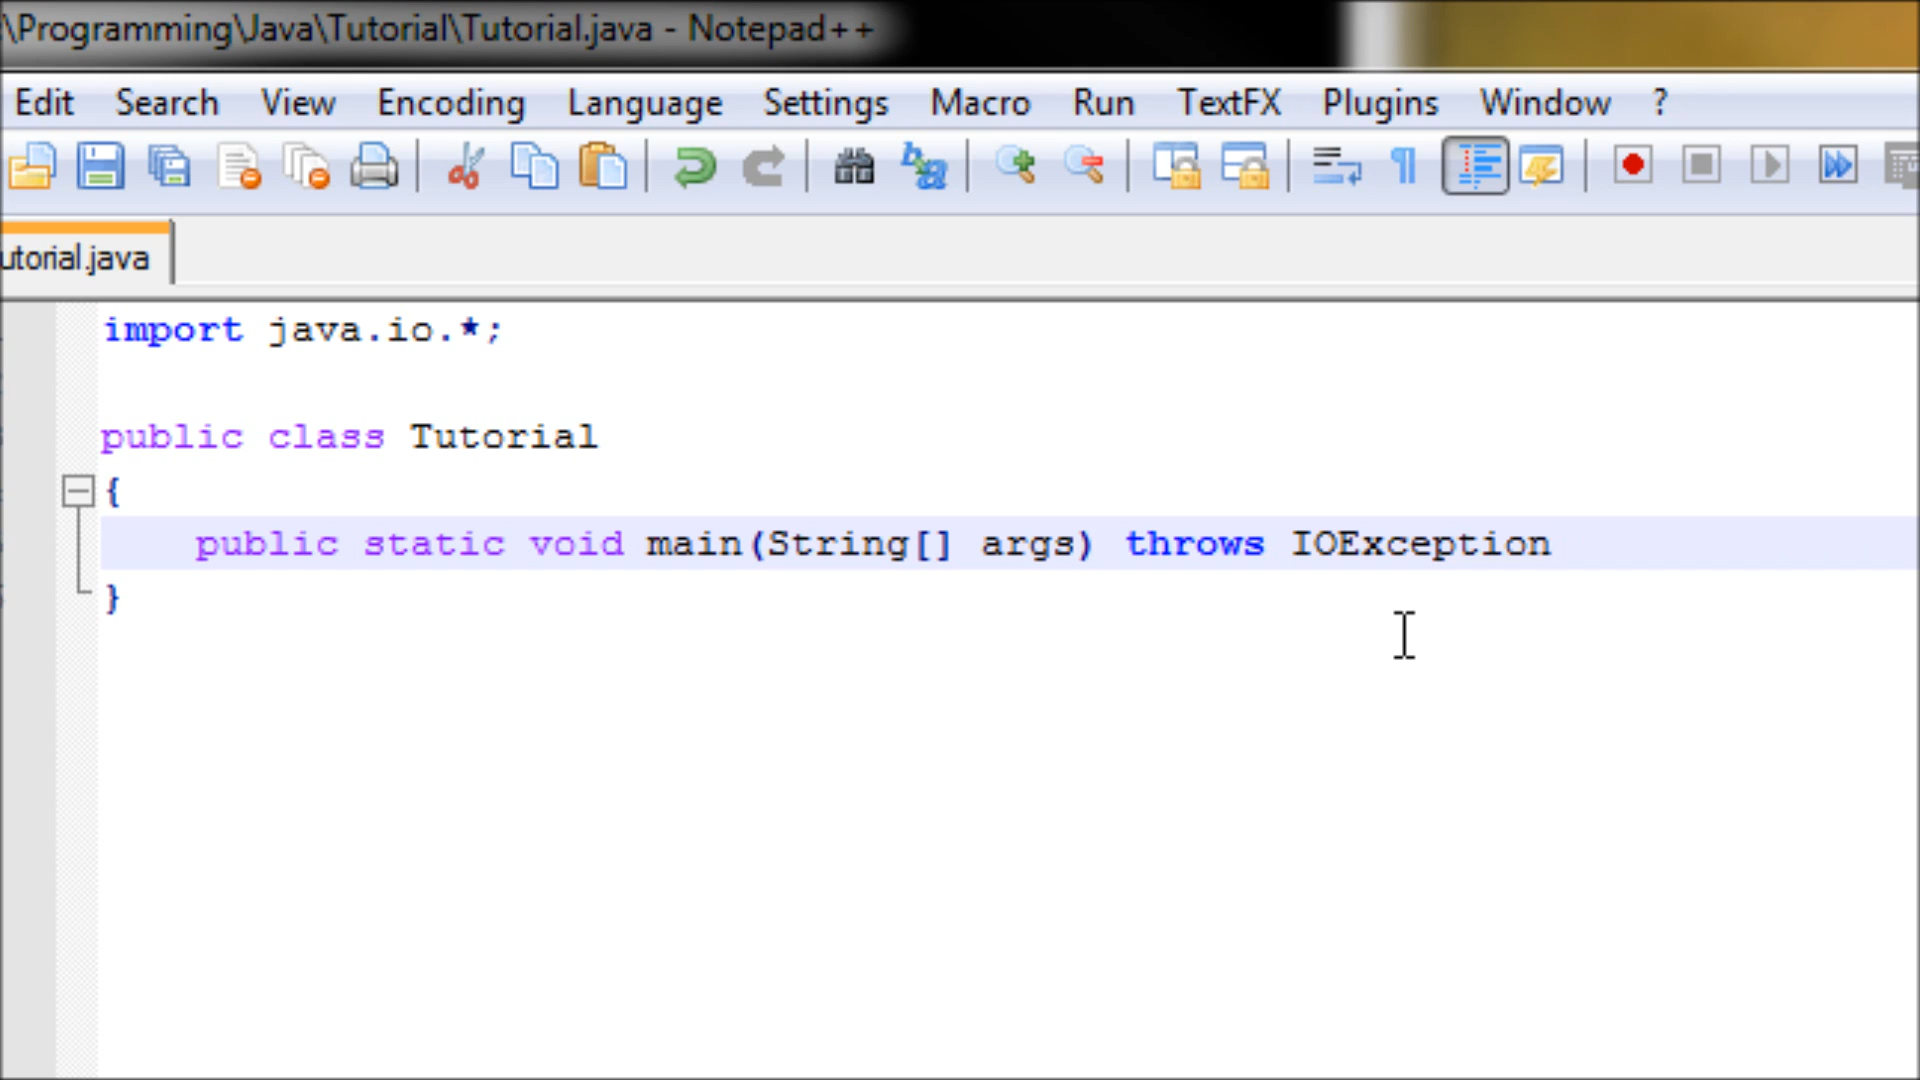 \Programming\Java\Tutorial\Tutorial.java - Notepad++
Edit Search View Encoding Language Settings Macro Run TextFX Plugins Window ?
utorial.java
import java.io.*;
public class Tutorial
{
public static void main(String[] args) throws IOException
}